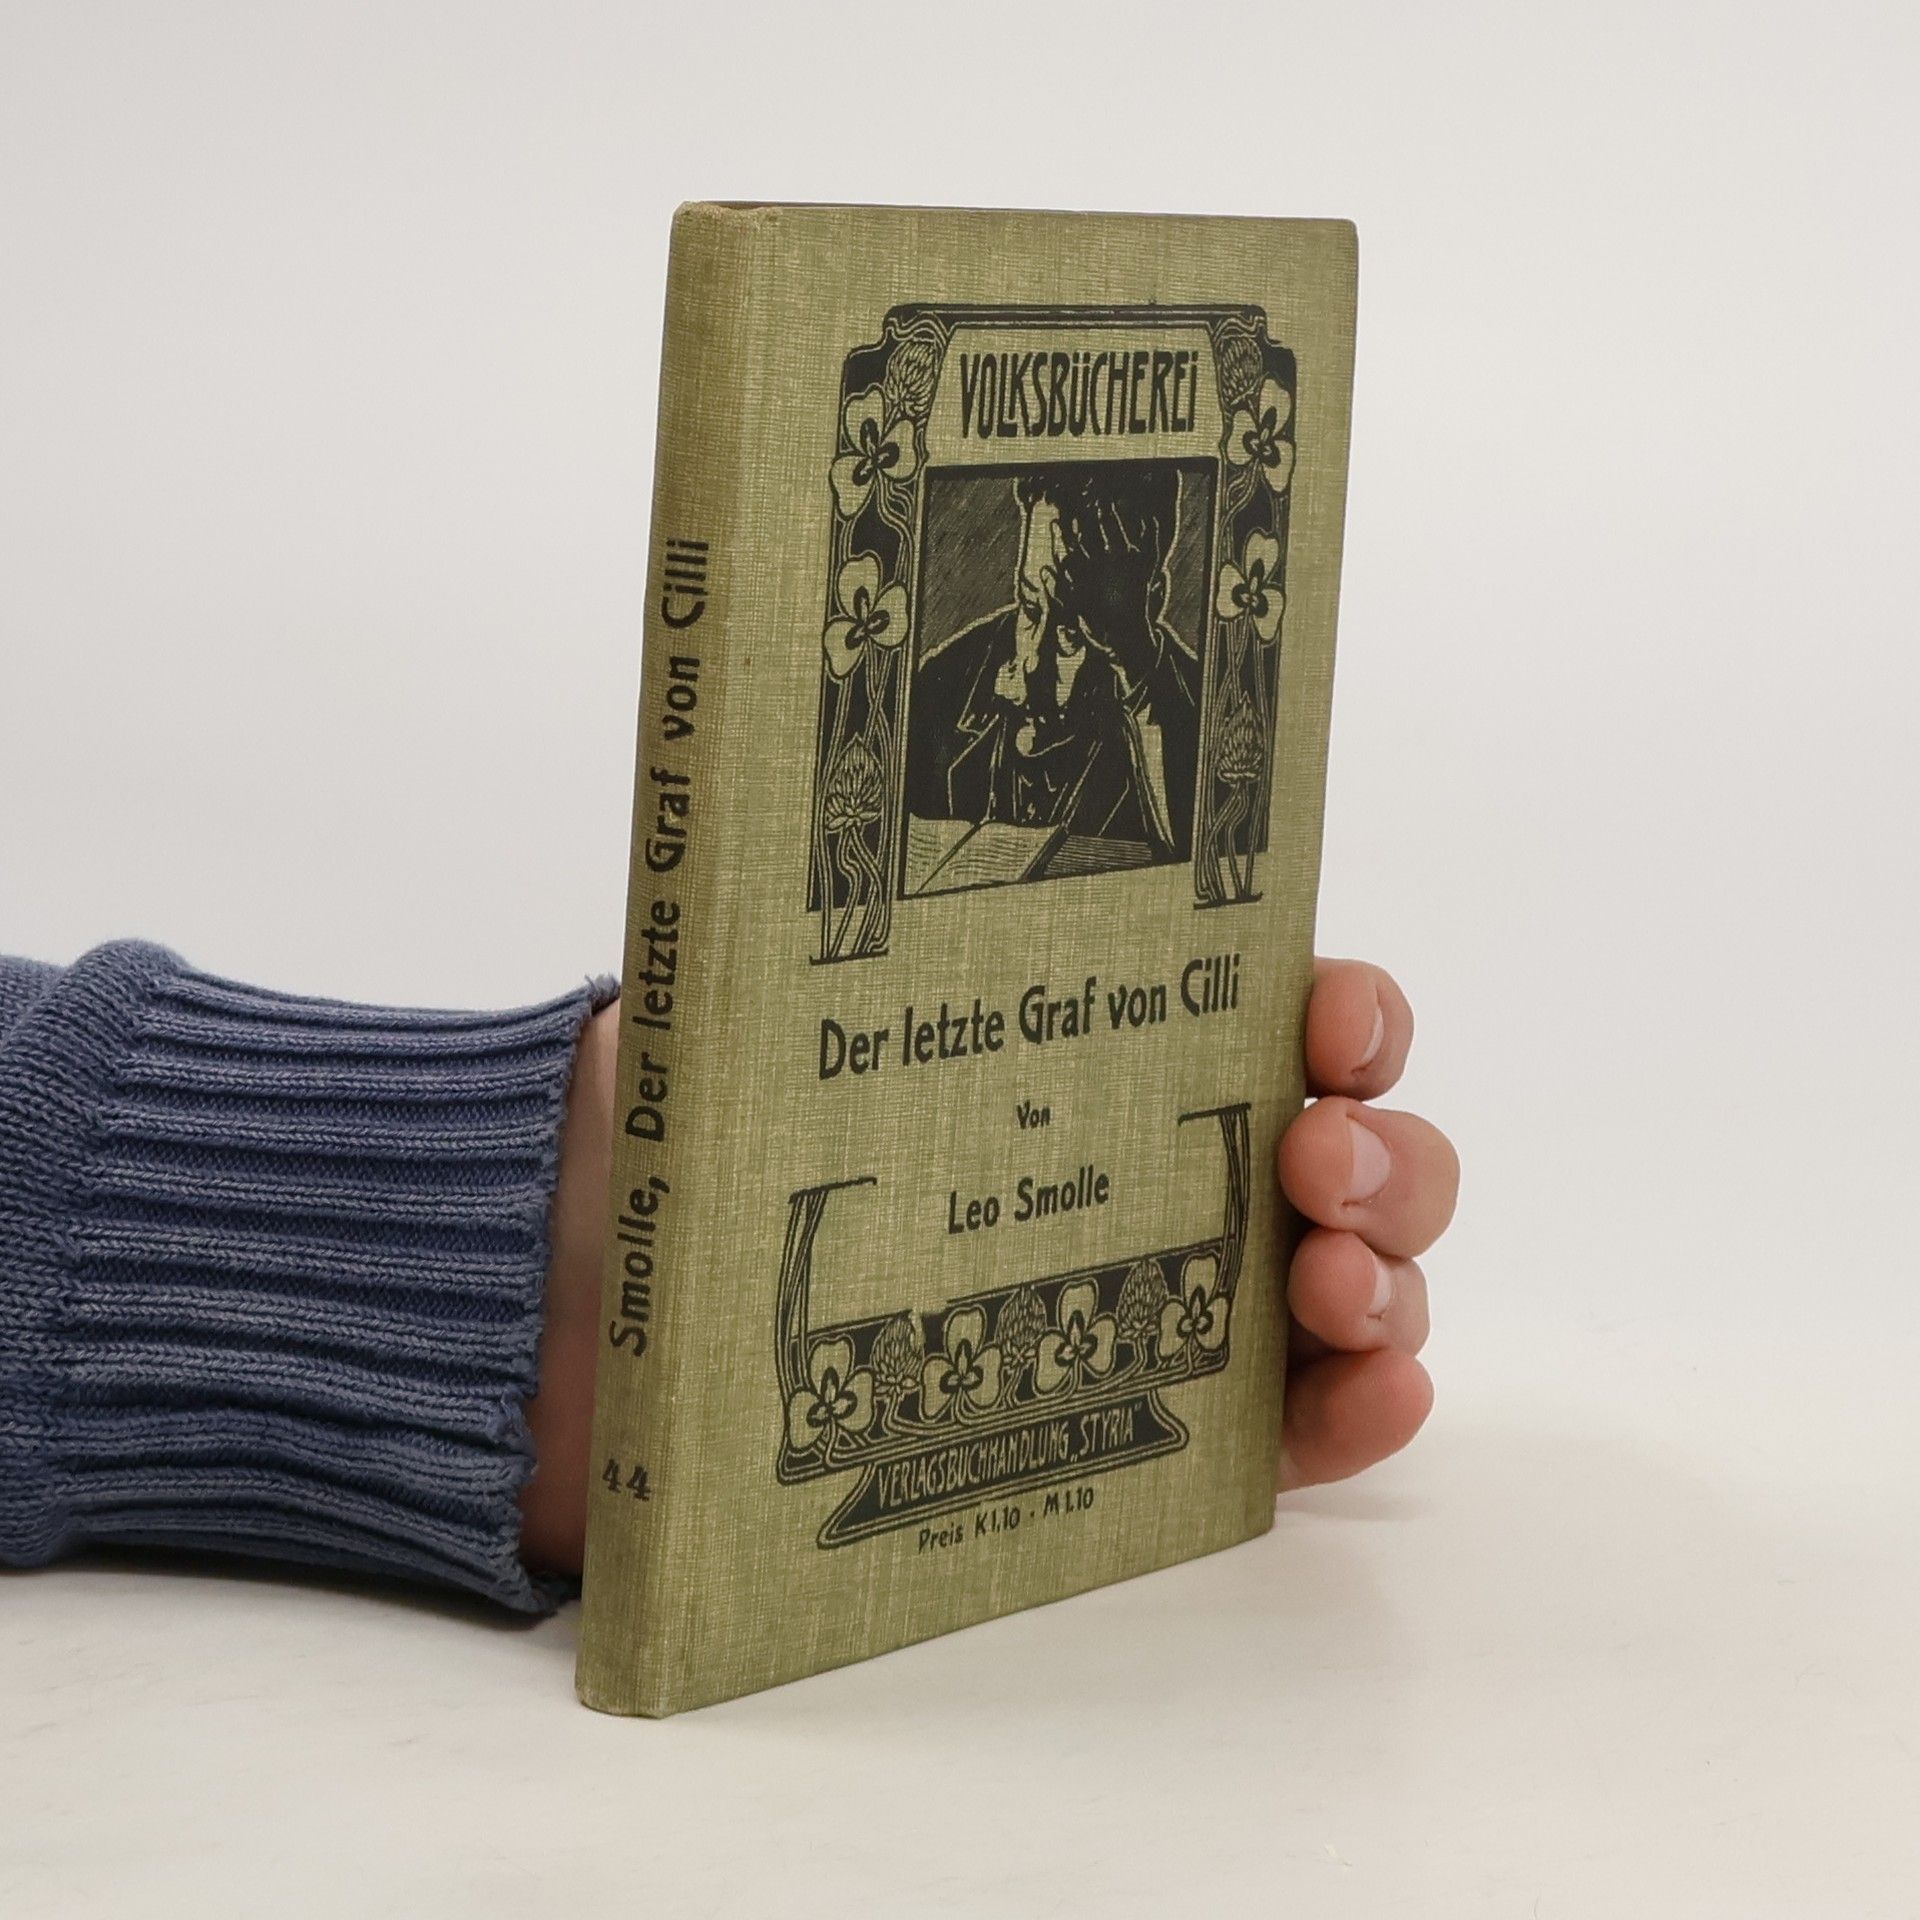 VOLKSBÜCHEREI
Der letzte Graf von Cilli
Von
Leo Smolle
VERLAGSBUCHHANDLUNG „STYRIA“
Preis K 1.10 · M 1.10
Smolle, Der letzte Graf von Cilli
44